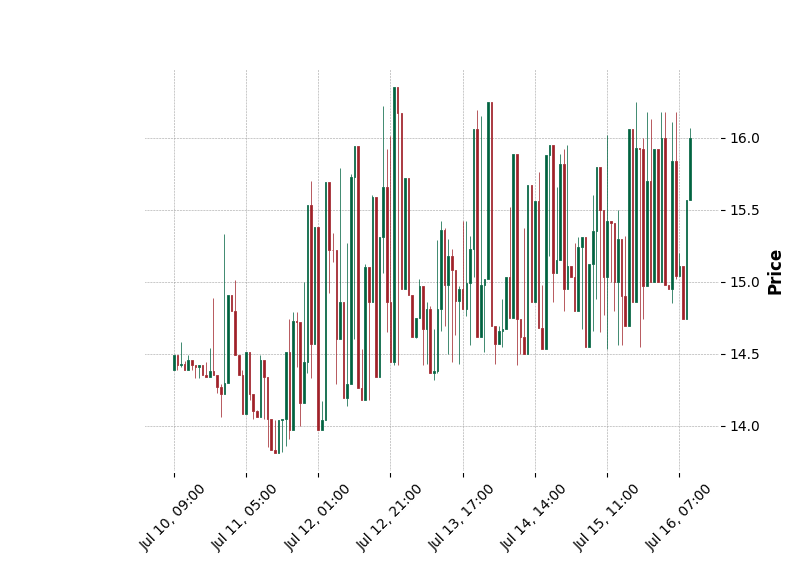 16.0
15.5
15.0
14.5
14.0
Price
Jul 10, 09:00
Jul 11, 05:00
Jul 12, 01:00
Jul 12, 21:00
Jul 13, 17:00
Jul 14, 14:00
Jul 15, 11:00
Jul 16, 07:00